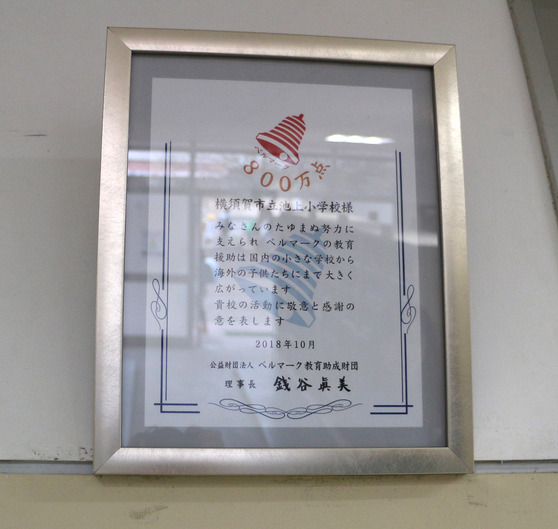 ベルマーク
800万点
横須賀市立池上小学校様
みなさんのたゆまぬ努力に
支えられ ベルマークの教育
援助は国内の小さな学校から
海外の子供たちにまで大きく
広がっています
貴校の活動に敬意と感謝の
意を表します
2018年10月
公益財団法人 ベルマーク教育助成財団
理事長 銭谷眞美